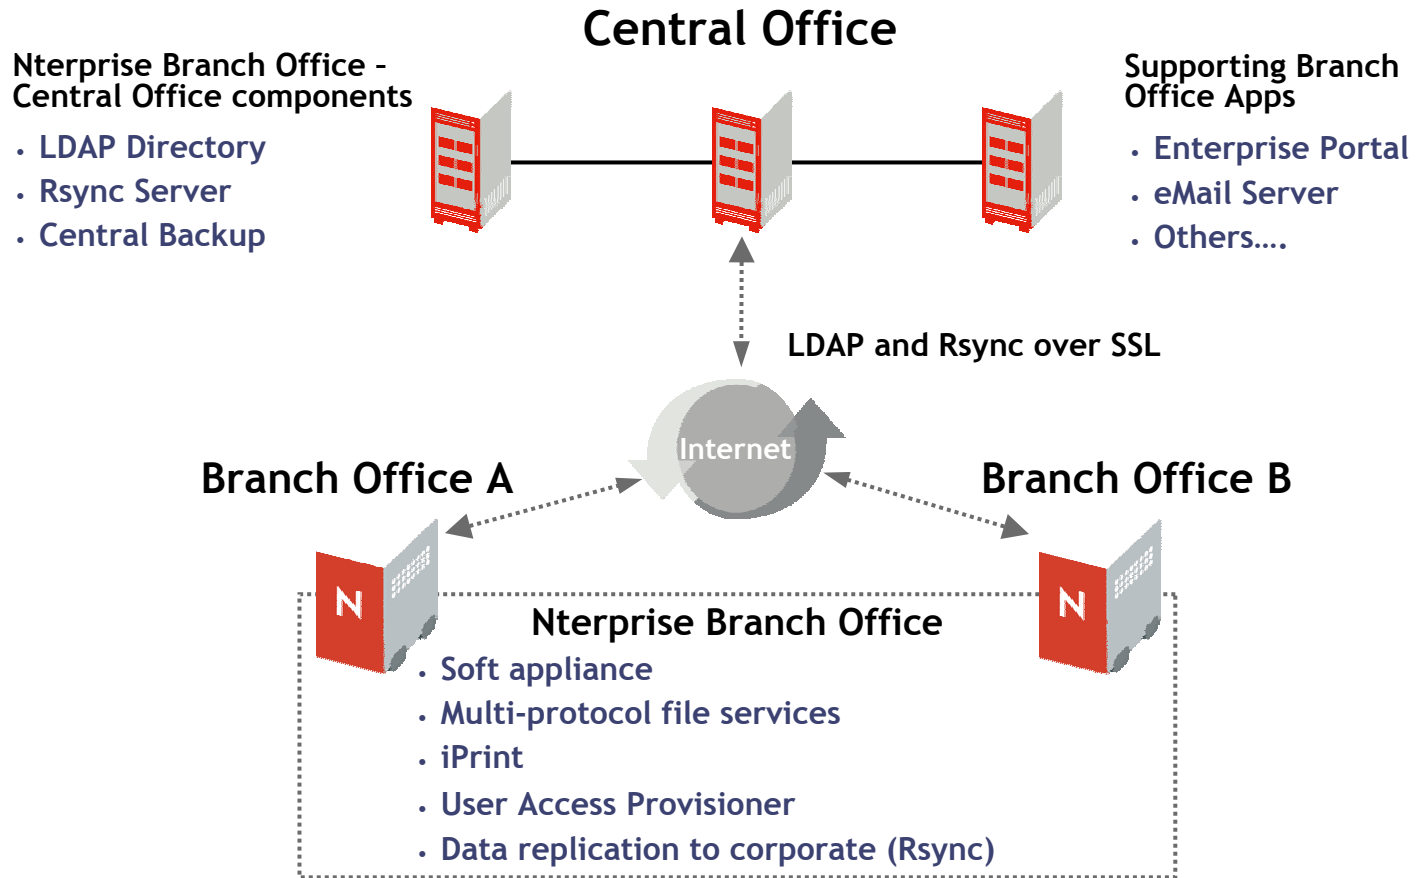 Central Office
Nterprise Branch Office –
Central Office components
• LDAP Directory
• Rsync Server
• Central Backup
Supporting Branch
Office Apps
• Enterprise Portal
• eMail Server
• Others….
LDAP and Rsync over SSL
Internet
Branch Office A
Branch Office B
N
N
Nterprise Branch Office
• Soft appliance
• Multi-protocol file services
• iPrint
• User Access Provisioner
• Data replication to corporate (Rsync)